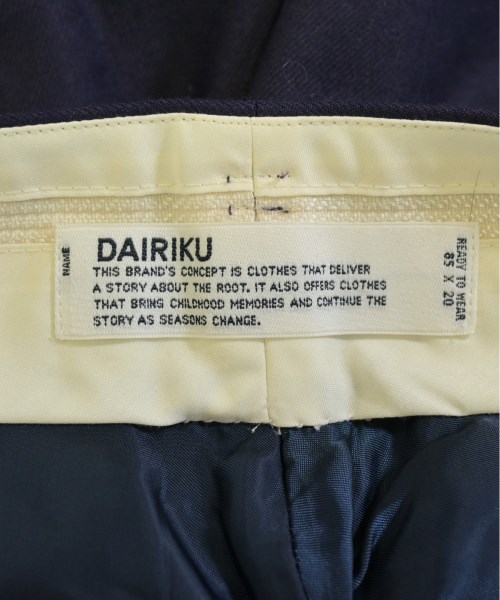 NAME
DAIRIKU
THIS BRAND'S CONCEPT IS CLOTHES THAT DELIVER
A STORY ABOUT THE ROOT. IT ALSO OFFERS CLOTHES
THAT BRING CHILDHOOD MEMORIES AND CONTINUE THE
STORY AS SEASONS CHANGE.
READY TO WEAR
85 X 20